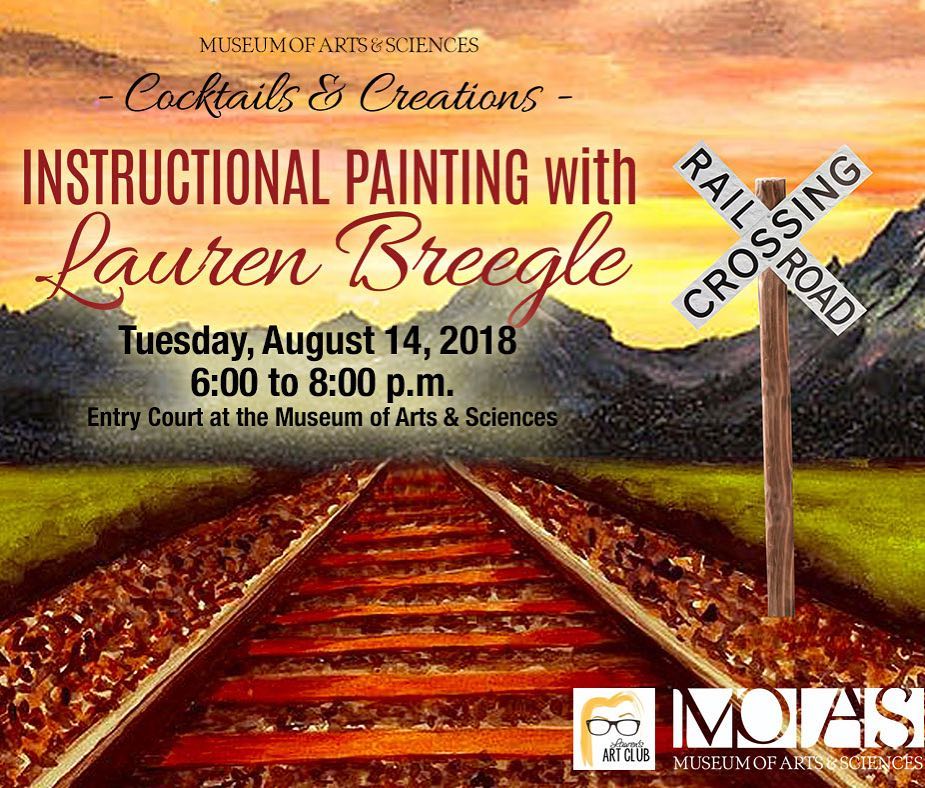 MUSEUM OF ARTS & SCIENCES
- Cocktails & Creations -
INSTRUCTIONAL PAINTING with
Lauren Breegle
Tuesday, August 14, 2018
6:00 to 8:00 p.m.
Entry Court at the Museum of Arts & Sciences
RAIL ROAD
CROSSING
Lauren's
ART CLUB
MOAS
MUSEUM OF ARTS & SCIENCES